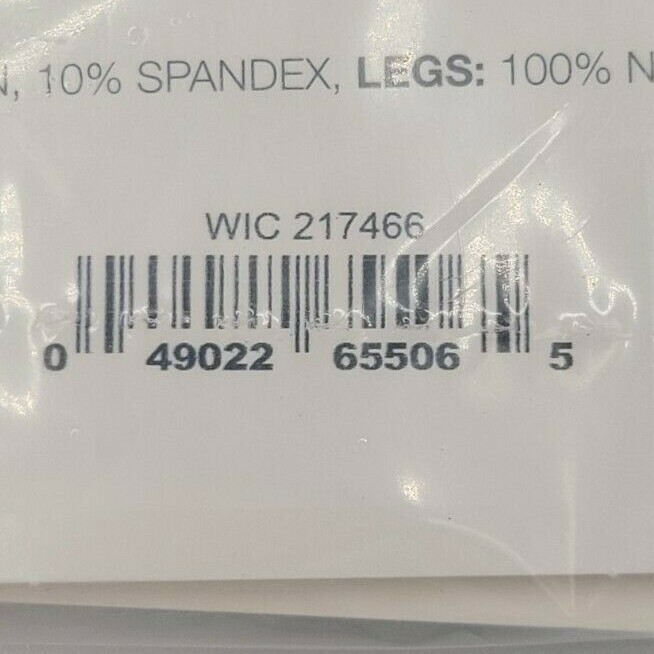 N, 10% SPANDEX, LEGS: 100% N
WIC 217466
0 49022 65506 5